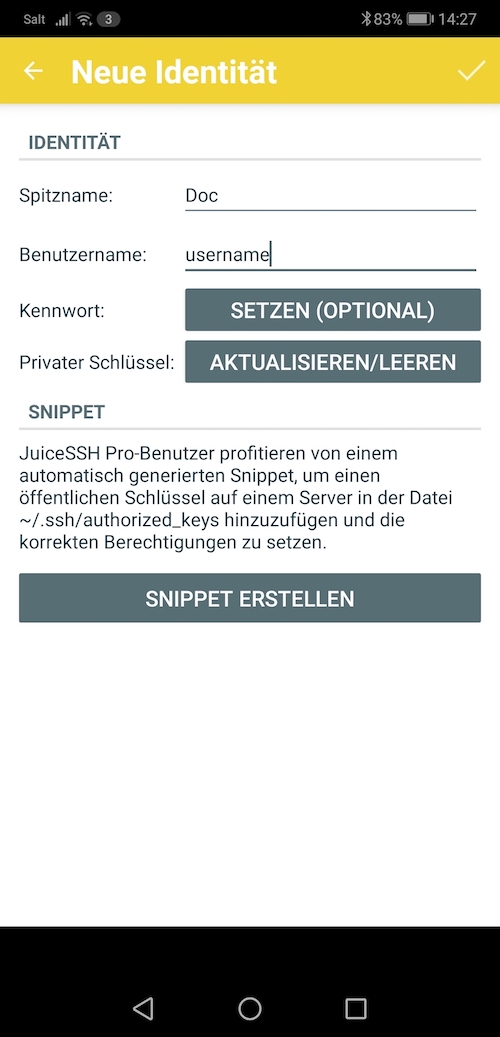 Salt 3 83% 14:27
Neue Identität
IDENTITÄT
Spitzname: Doc
Benutzername: username
Kennwort: SETZEN (OPTIONAL)
Privater Schlüssel: AKTUALISIEREN/LEEREN
SNIPPET
JuiceSSH Pro-Benutzer profitieren von einem
automatisch generierten Snippet, um einen
öffentlichen Schlüssel auf einem Server in der Datei
~/.ssh/authorized_keys hinzuzufügen und die
korrekten Berechtigungen zu setzen.
SNIPPET ERSTELLEN